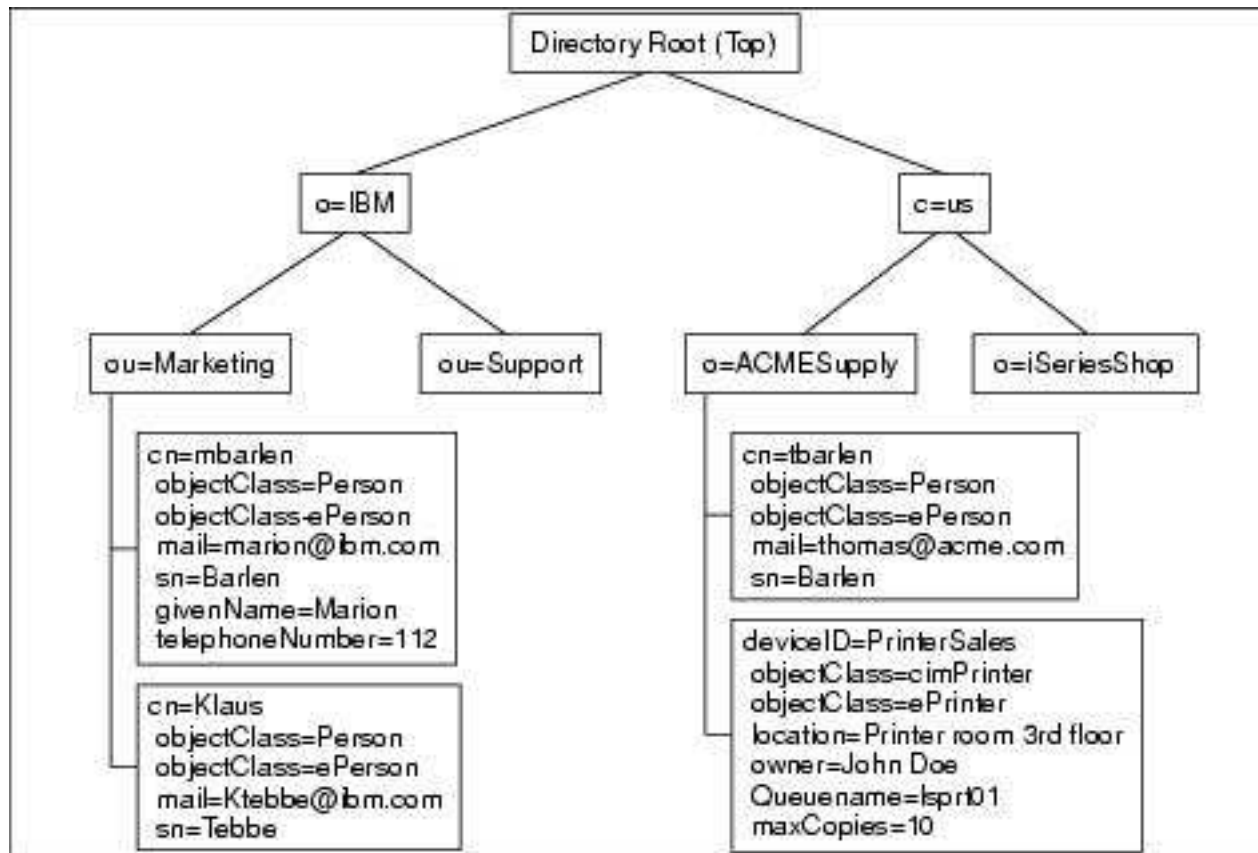 Directory Root (Top)
o=IBM
c=us
ou=Marketing
ou=Support
o=ACMESupply
o=iSeriesShop
cn=mbarlen
objectClass=Person
objectClass-ePerson
mail=marion@ibm.com
sn=Barlen
givenName=Marion
telephoneNumber=112
cn=Klaus
objectClass=Person
objectClass=ePerson
mail=Ktebbe@ibm.com
sn=Tebbe
cn=tbarlen
objectClass=Person
objectClass=ePerson
mail=thomas@acme.com
sn=Barlen
deviceID=PrinterSales
objectClass=cimPrinter
objectClass=ePrinter
location=Printer room 3rd floor
owner=John Doe
Queuename=lsprt01
maxCopies=10